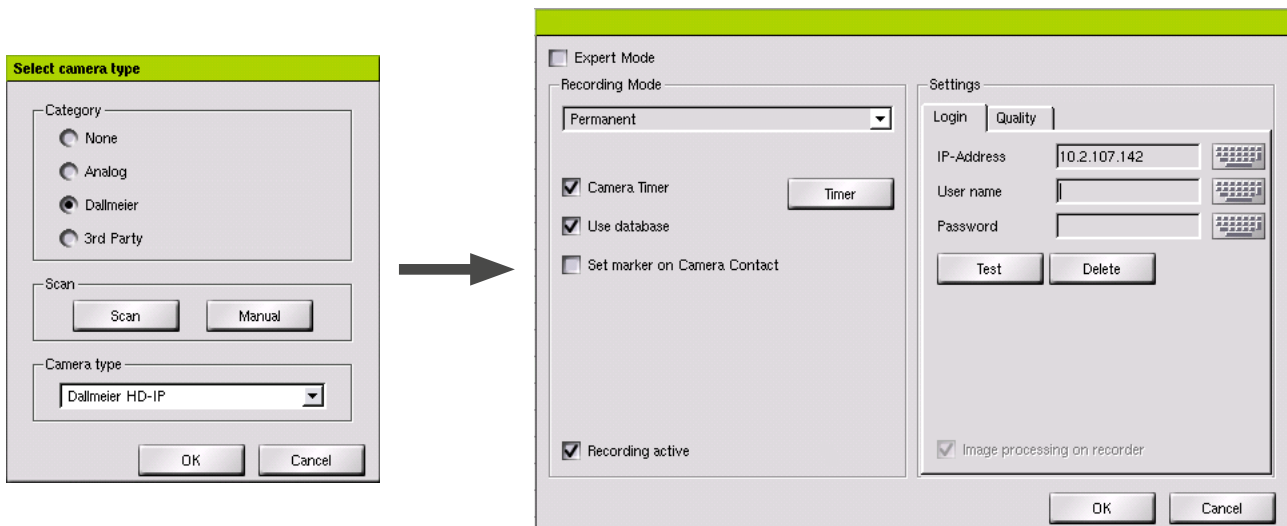 Select camera type
Category
None
Analog
Dallmeier
3rd Party
Scan
Scan Manual
Camera type
Dallmeier HD-IP
OK Cancel
Expert Mode
Recording Mode
Permanent
Camera Timer Timer
Use database
Set marker on Camera Contact
Recording active
Settings
Login Quality
IP-Address 10.2.107.142
User name
Password
Test Delete
Image processing on recorder
OK Cancel